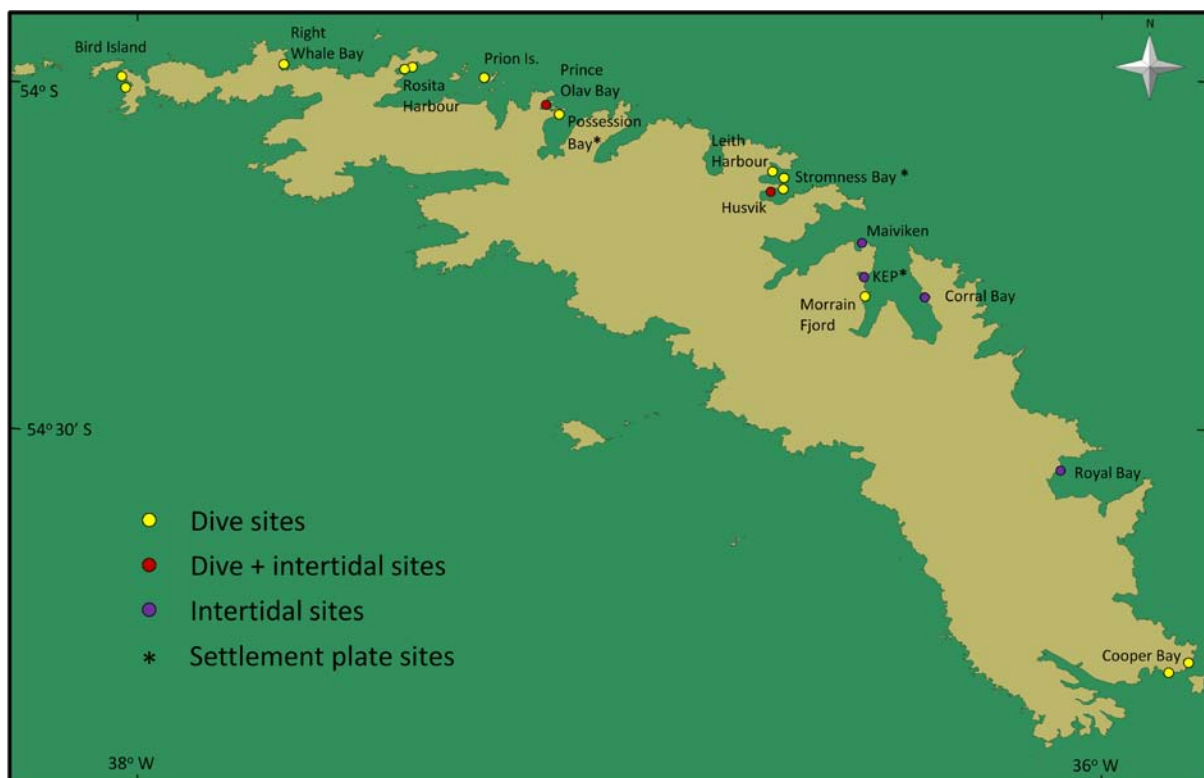 N
Bird Island
Right
Whale Bay
Rosita
Harbour
Prion Is.
Prince
Olav Bay
Possession
Bay*
54° S
Leith
Harbour
Stromness Bay *
Husvik
Maiviken
KEP*
Morrain
Fjord
Corral Bay
54° 30' S
Royal Bay
Dive sites
Dive + intertidal sites
Intertidal sites
* Settlement plate sites
Cooper Bay
38° W
36° W